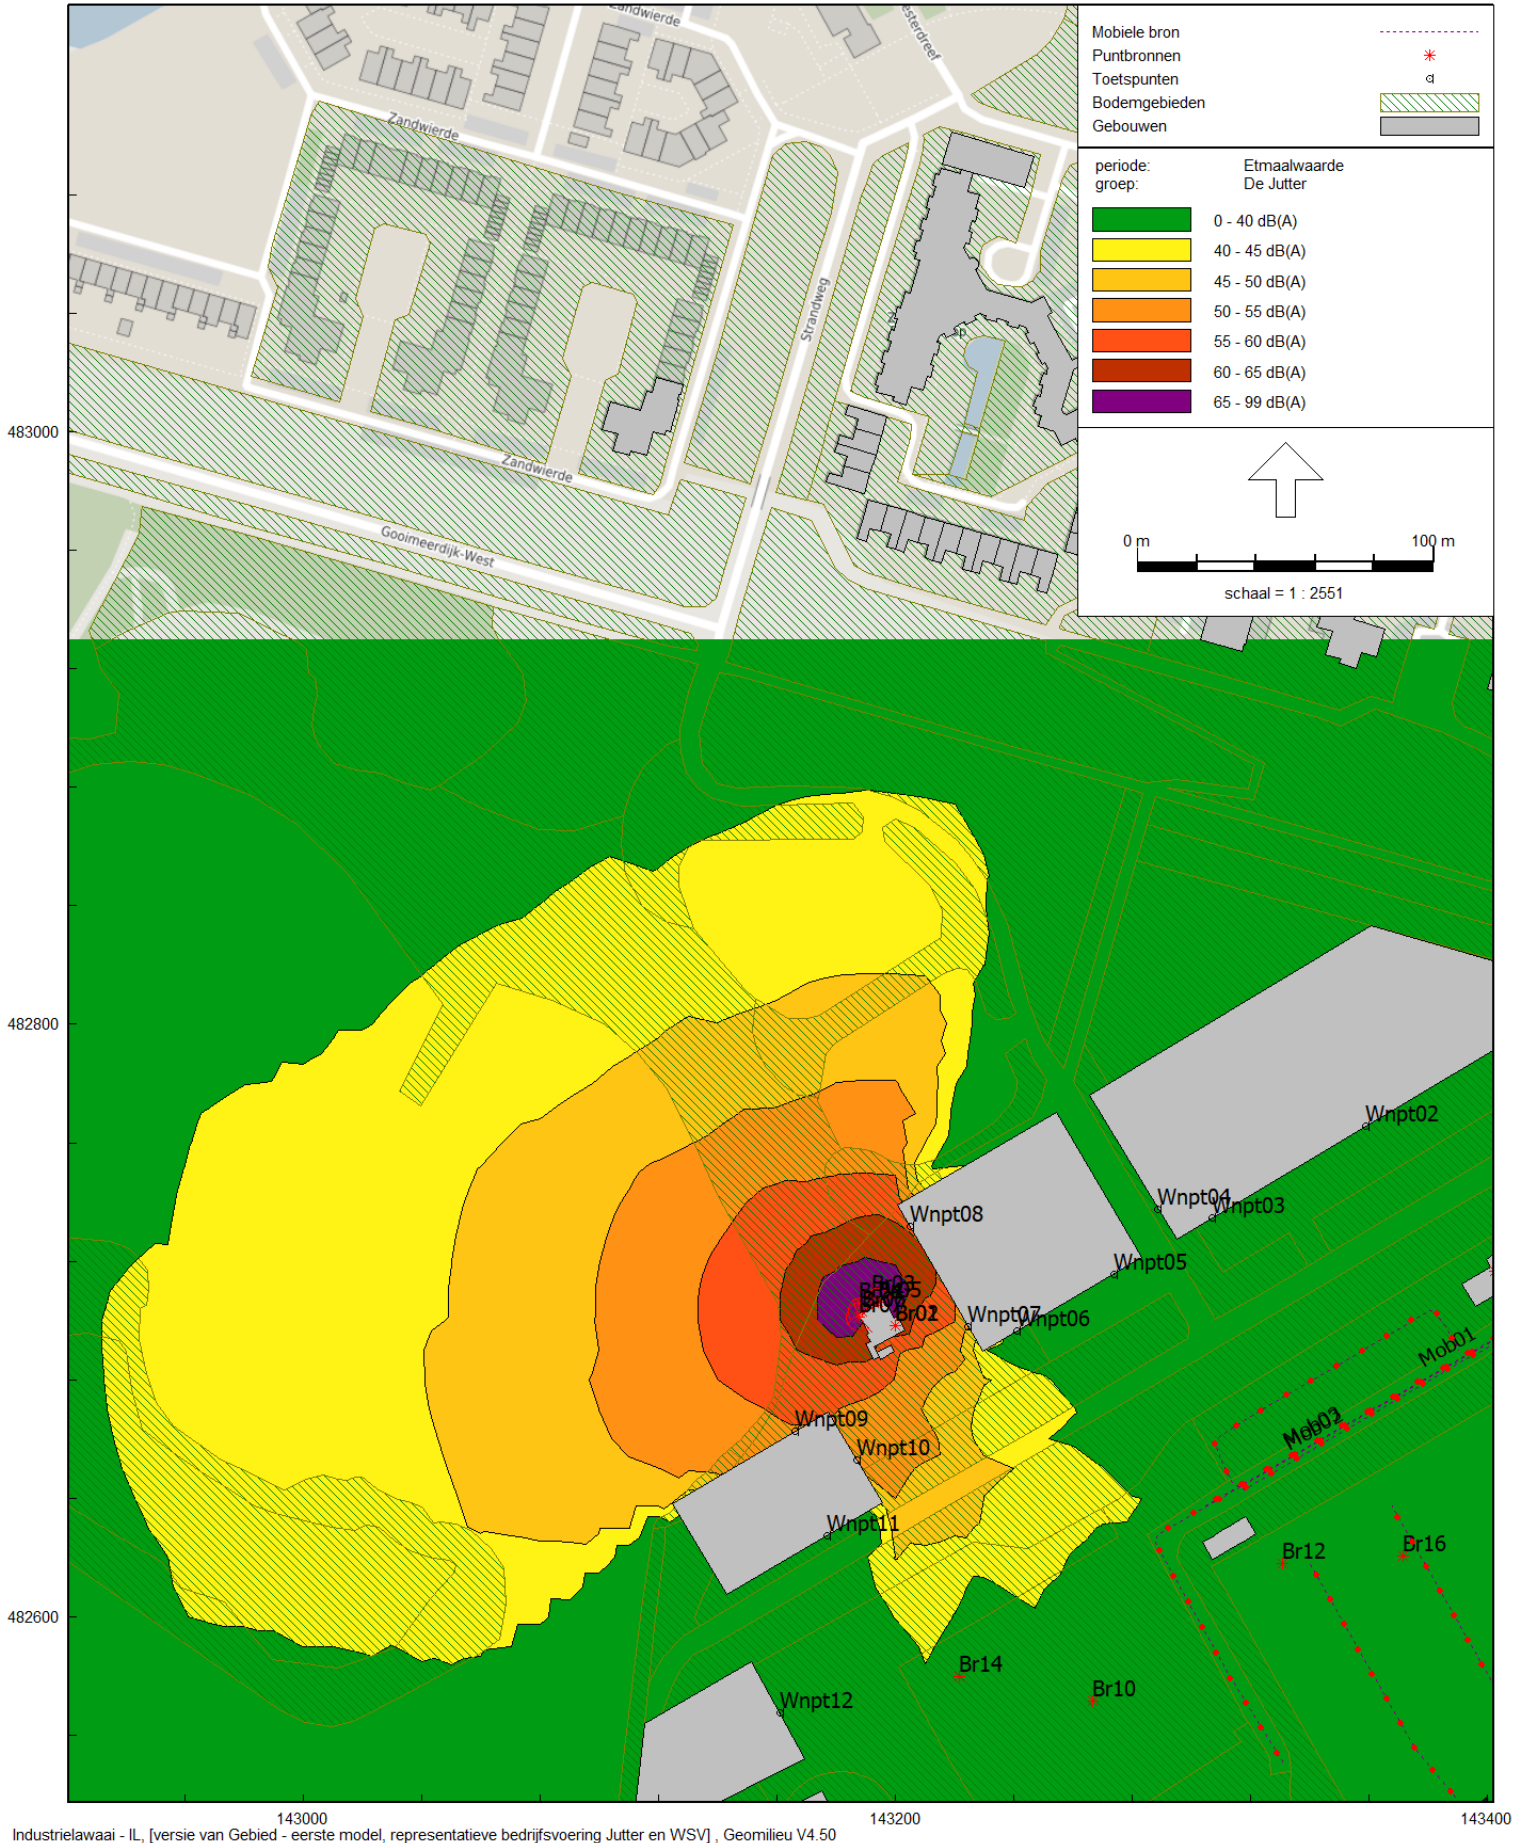 Zandwierde
esterdreef
Mobiele bron
Puntbronnen
Toetspunten
Bodemgebieden
Gebouwen
Zandwierde
periode: Etmaalwaarde
groep: De Jutter
0 - 40 dB(A)
40 - 45 dB(A)
45 - 50 dB(A)
50 - 55 dB(A)
55 - 60 dB(A)
60 - 65 dB(A)
65 - 99 dB(A)
Strandweg
483000
Zandwierde
Gooimeerdijk-West
0 m 100 m
schaal = 1 : 2551
482800
Wnpt02
Wnpt04
Wnpt03
Wnpt08
Wnpt05
Br03
Wnpt07
Wnpt06
Mob01
Wnpt09
Wnpt10
Wnpt11
Br12
Br16
482600
Br14
Br10
Wnpt12
143000 143200 143400
Industrielawaai - IL, [versie van Gebied - eerste model, representatieve bedrijfsvoering Jutter en WSV] , Geomilieu V4.50